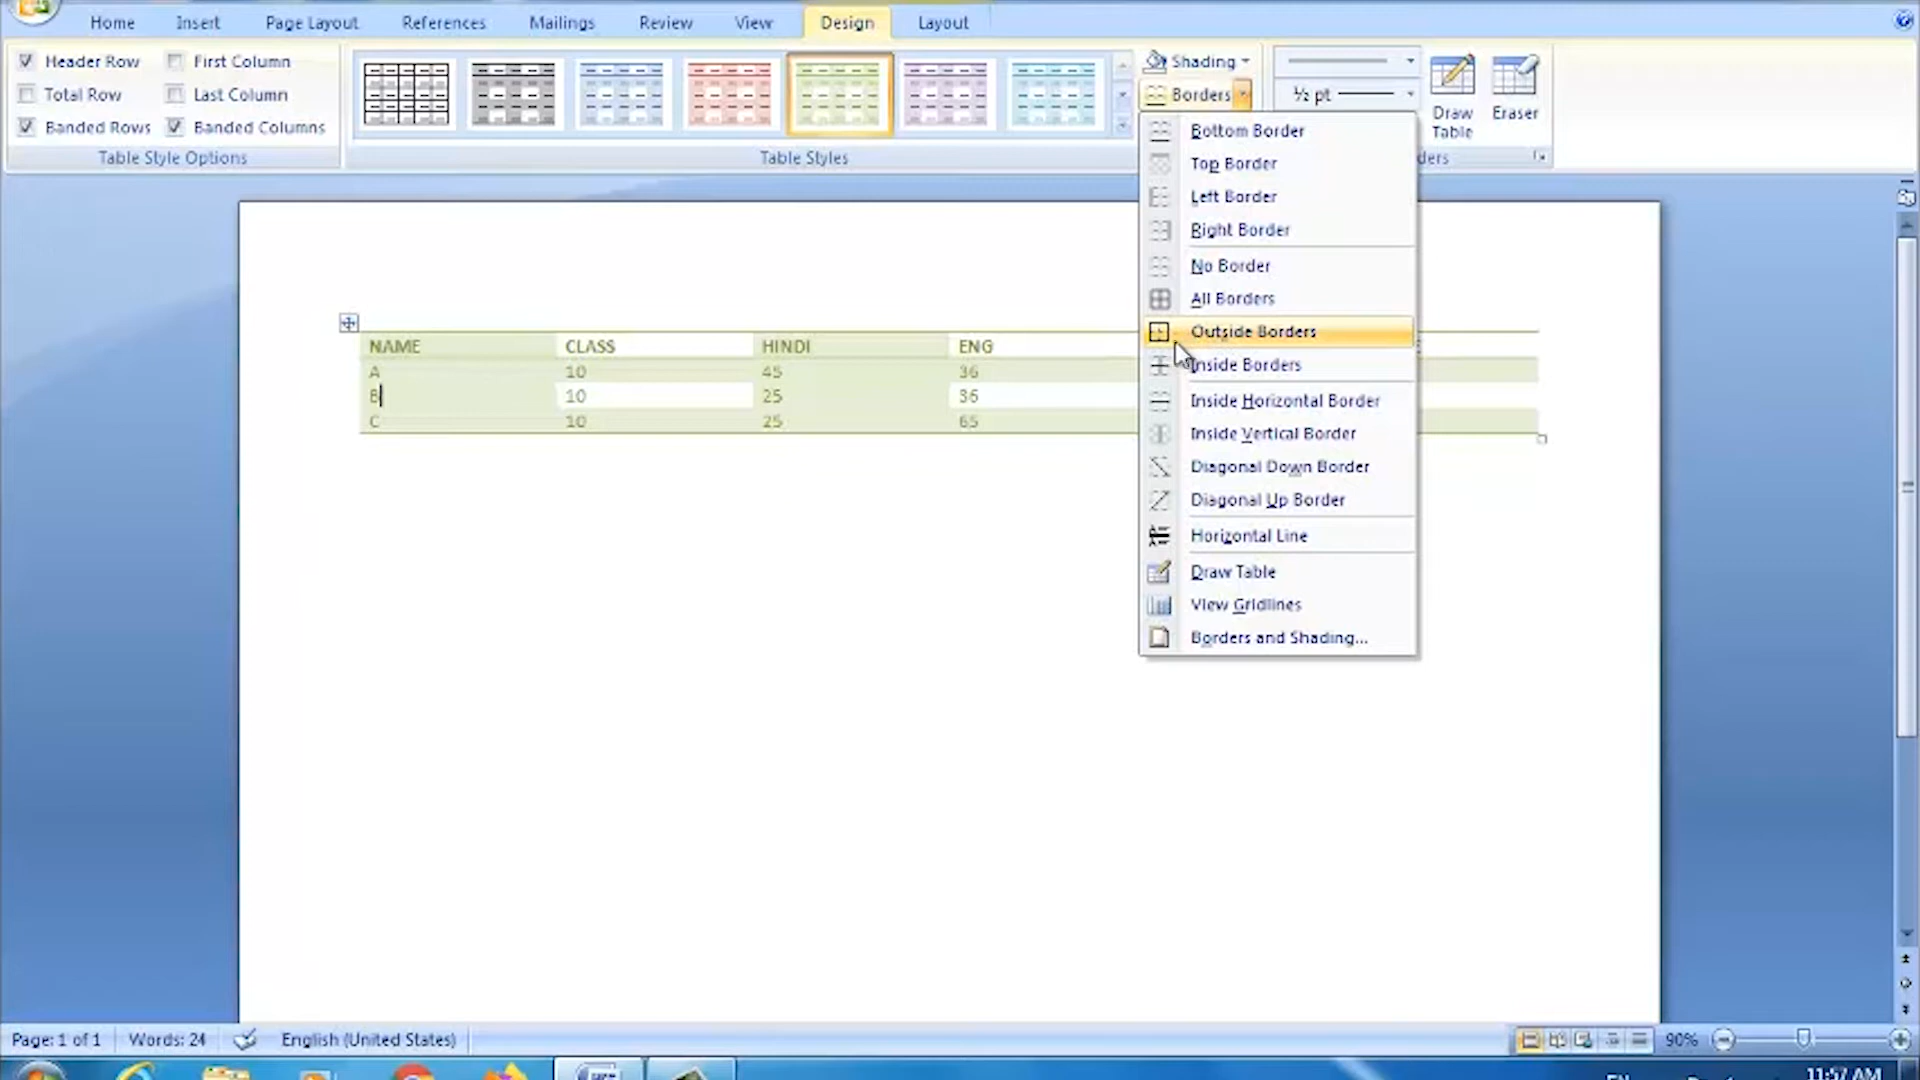 Home Insert Page Layout References Mailings Review View Design Layout
Header Row First Column
Total Row Last Column
Banded Rows Banded Columns
Table Style Options
Table Styles
Shading
Borders
½ pt
Draw Table
Eraser
Bottom Border
Top Border
Left Border
Right Border
No Border
All Borders
Outside Borders
Inside Borders
Inside Horizontal Border
Inside Vertical Border
Diagonal Down Border
Diagonal Up Border
Horizontal Line
Draw Table
View Gridlines
Borders and Shading...
NAME CLASS HINDI ENG
A 10 45 36
B 10 25 36
C 10 25 65
Page: 1 of 1 Words: 24 English (United States) 90%
11:57 AM